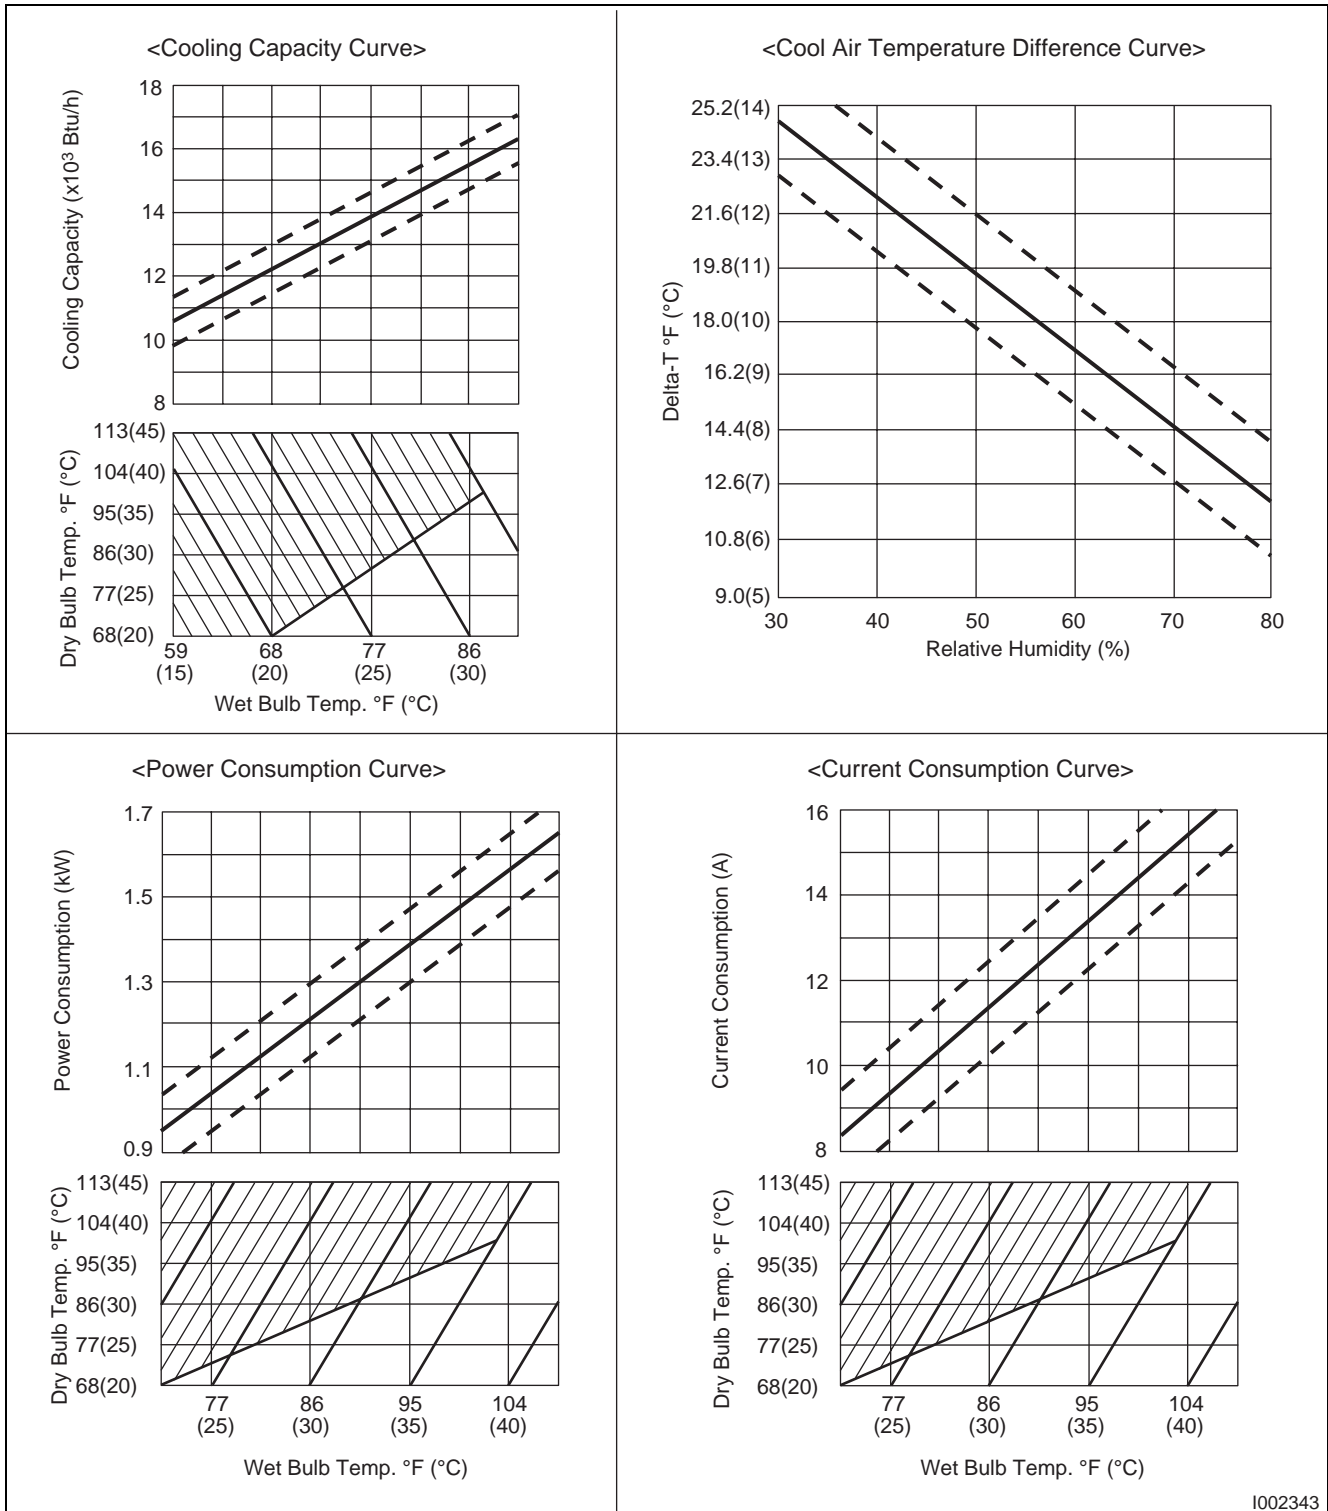 <Cooling Capacity Curve>
Cooling Capacity (x10³ Btu/h)
18
16
14
12
10
8
Dry Bulb Temp. °F (°C)
113(45)
104(40)
95(35)
86(30)
77(25)
68(20)
59 68 77 86
(15) (20) (25) (30)
Wet Bulb Temp. °F (°C)
<Cool Air Temperature Difference Curve>
Delta-T °F (°C)
25.2(14)
23.4(13)
21.6(12)
19.8(11)
18.0(10)
16.2(9)
14.4(8)
12.6(7)
10.8(6)
9.0(5)
30 40 50 60 70 80
Relative Humidity (%)
<Power Consumption Curve>
Power Consumption (kW)
1.7
1.5
1.3
1.1
0.9
Dry Bulb Temp. °F (°C)
113(45)
104(40)
95(35)
86(30)
77(25)
68(20)
77 86 95 104
(25) (30) (35) (40)
Wet Bulb Temp. °F (°C)
<Current Consumption Curve>
Current Consumption (A)
16
14
12
10
8
Dry Bulb Temp. °F (°C)
113(45)
104(40)
95(35)
86(30)
77(25)
68(20)
77 86 95 104
(25) (30) (35) (40)
Wet Bulb Temp. °F (°C)
I002343